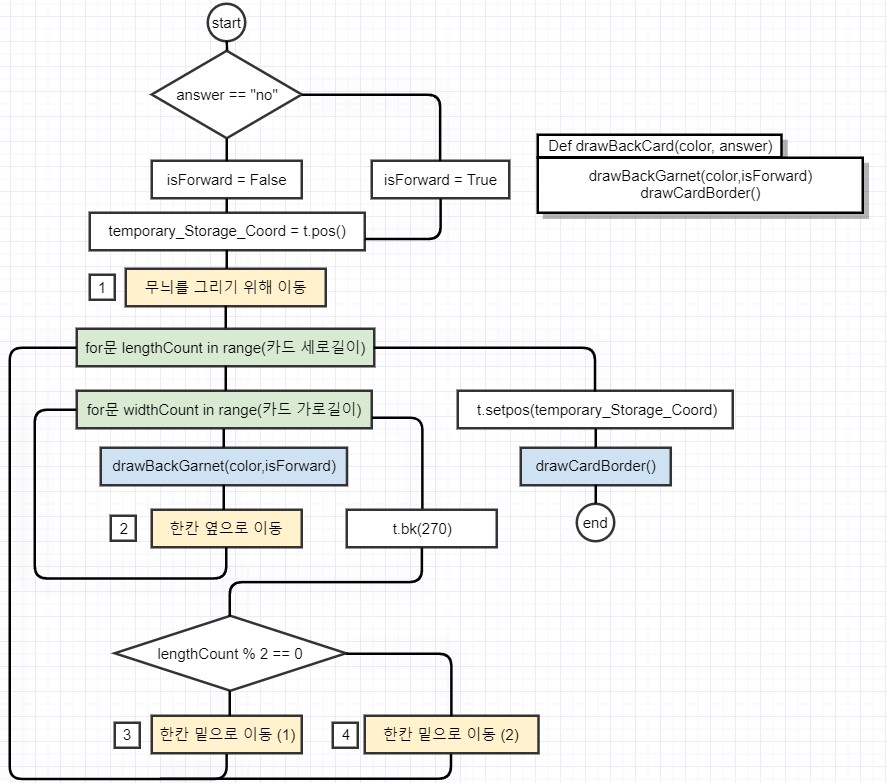 start
answer == "no"
isForward = False
isForward = True
temporary_Storage_Coord = t.pos()
1
무늬를 그리기 위해 이동
for문 lengthCount in range(카드 세로길이)
for문 widthCount in range(카드 가로길이)
drawBackGarnet(color,isForward)
2
한칸 옆으로 이동
t.bk(270)
lengthCount % 2 == 0
3
한칸 밑으로 이동 (1)
4
한칸 밑으로 이동 (2)
t.setpos(temporary_Storage_Coord)
drawCardBorder()
end
Def drawBackCard(color, answer)
drawBackGarnet(color,isForward)
drawCardBorder()